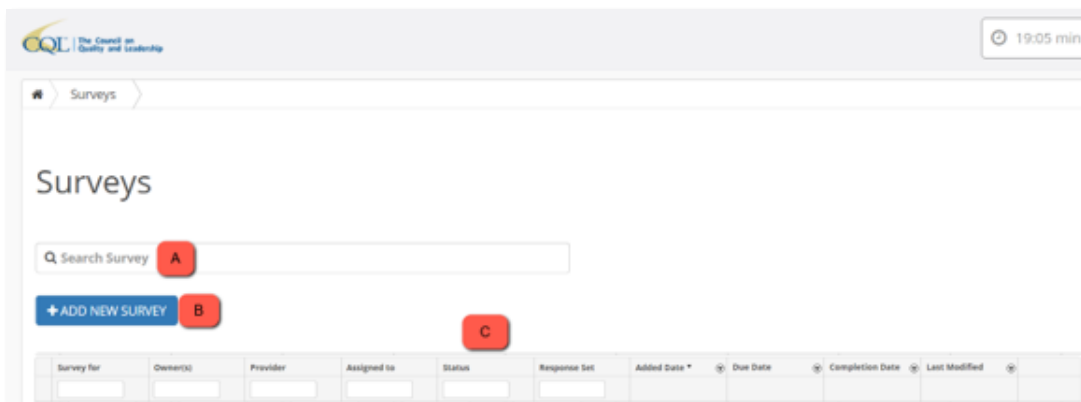 CQL The Council on
Quality and Leadership
19:05 min
Surveys
Surveys
Search Survey A
+ ADD NEW SURVEY B
C
Survey for Owner(s) Provider Assigned to Status Response Set Added Date Due Date Completion Date Last Modified